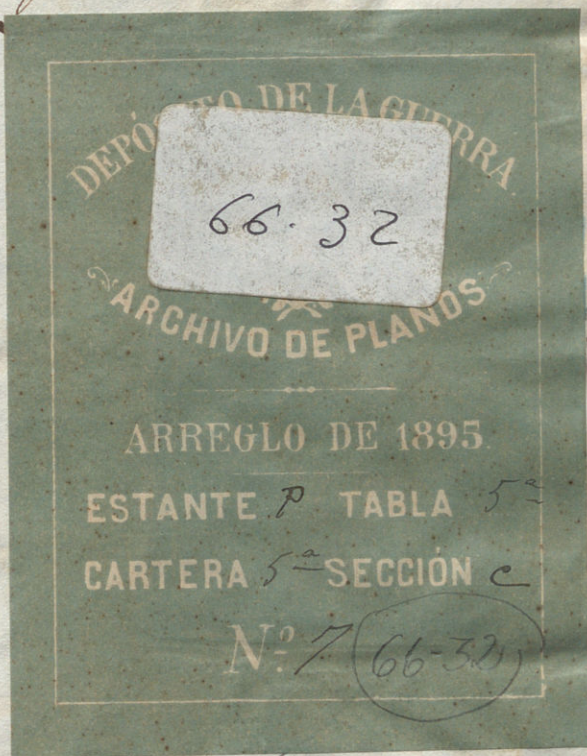 DEPÓSITO DE LA GUERRA
66-32
ARCHIVO DE PLANOS
ARREGLO DE 1895.
ESTANTE P TABLA 5ª
CARTERA 5ª SECCIÓN C
Nº 7 66-32